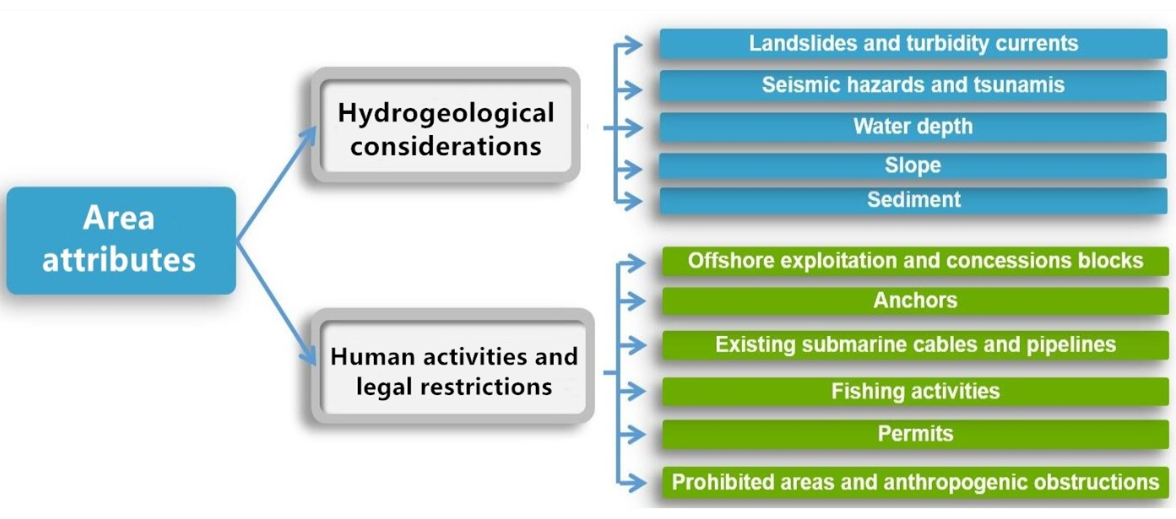 Area
attributes
Hydrogeological
considerations
Landslides and turbidity currents
Seismic hazards and tsunamis
Water depth
Slope
Sediment
Human activities and
legal restrictions
Offshore exploitation and concessions blocks
Anchors
Existing submarine cables and pipelines
Fishing activities
Permits
Prohibited areas and anthropogenic obstructions